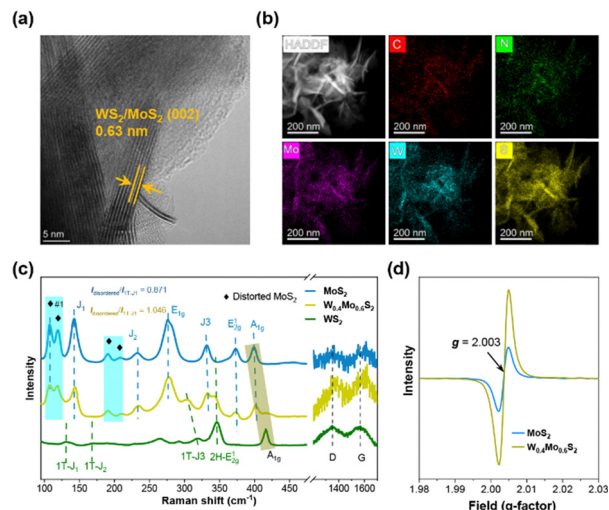 (a)
WS₂/MoS₂ (002)
0.63 nm
5 nm
(b)
HADDF
C
N
200 nm
200 nm
200 nm
Mo
W
200 nm
200 nm
200 nm
(c)
I disordered/I 1T-J1 = 0.871
I disordered/I 1T-J1 = 1.046
◆ Distorted MoS₂
MoS₂
W₀.₄Mo₀.₆S₂
WS₂
◆ #1
J₁
J₂
E₁g
J3
E¹₂g
A₁g
1T-J₁
1T-J₂
1T-J3
2H-E¹₂g
A₁g
D
G
Intensity
100
150
200
250
300
350
400
450
1400
1600
Raman shift (cm⁻¹)
(d)
g = 2.003
MoS₂
W₀.₄Mo₀.₆S₂
Intensity
1.98
1.99
2.00
2.01
2.02
2.03
Field (g-factor)